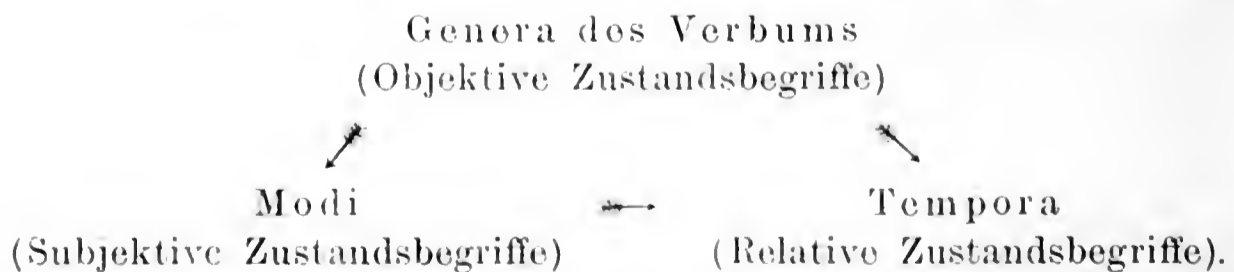 Genera des Verbums
(Objektive Zustandsbegriffe)
Modi Tempora
(Subjektive Zustandsbegriffe) (Relative Zustandsbegriffe).